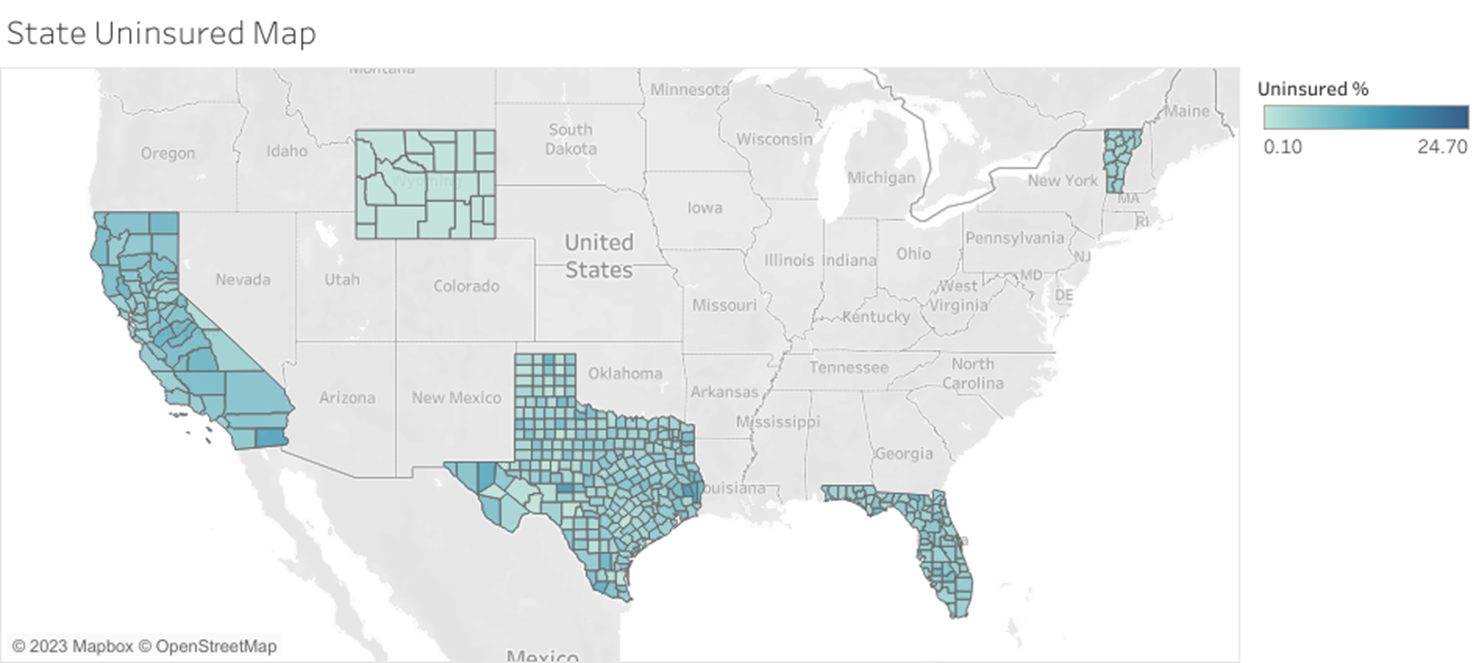 State Uninsured Map
Uninsured %
0.10
24.70
Montana
Minnesota
Maine
Oregon
Idaho
South
Dakota
Wisconsin
Wyoming
Michigan
New York
MA
RI
Iowa
United
States
Nevada
Utah
Colorado
Illinois
Indiana
Ohio
Pennsylvania
NJ
MD
DE
West
Virginia
Missouri
Kentucky
Arizona
New Mexico
Oklahoma
Arkansas
Tennessee
North
Carolina
Mississippi
Georgia
ouisiana
a
Mexico
© 2023 Mapbox © OpenStreetMap